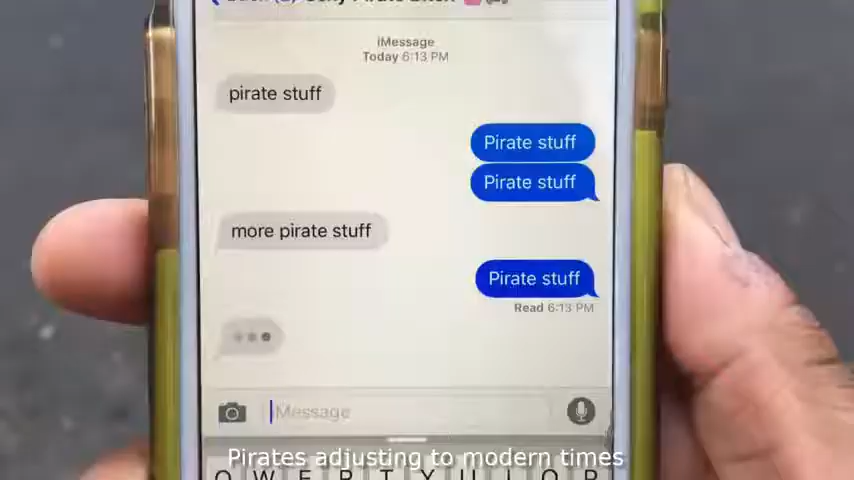 iMessage
Today 6:13 PM
pirate stuff
Pirate stuff
Pirate stuff
more pirate stuff
Pirate stuff
Read 6:13 PM
Message
Pirates adjusting to modern times
Q W E R T Y U I O P